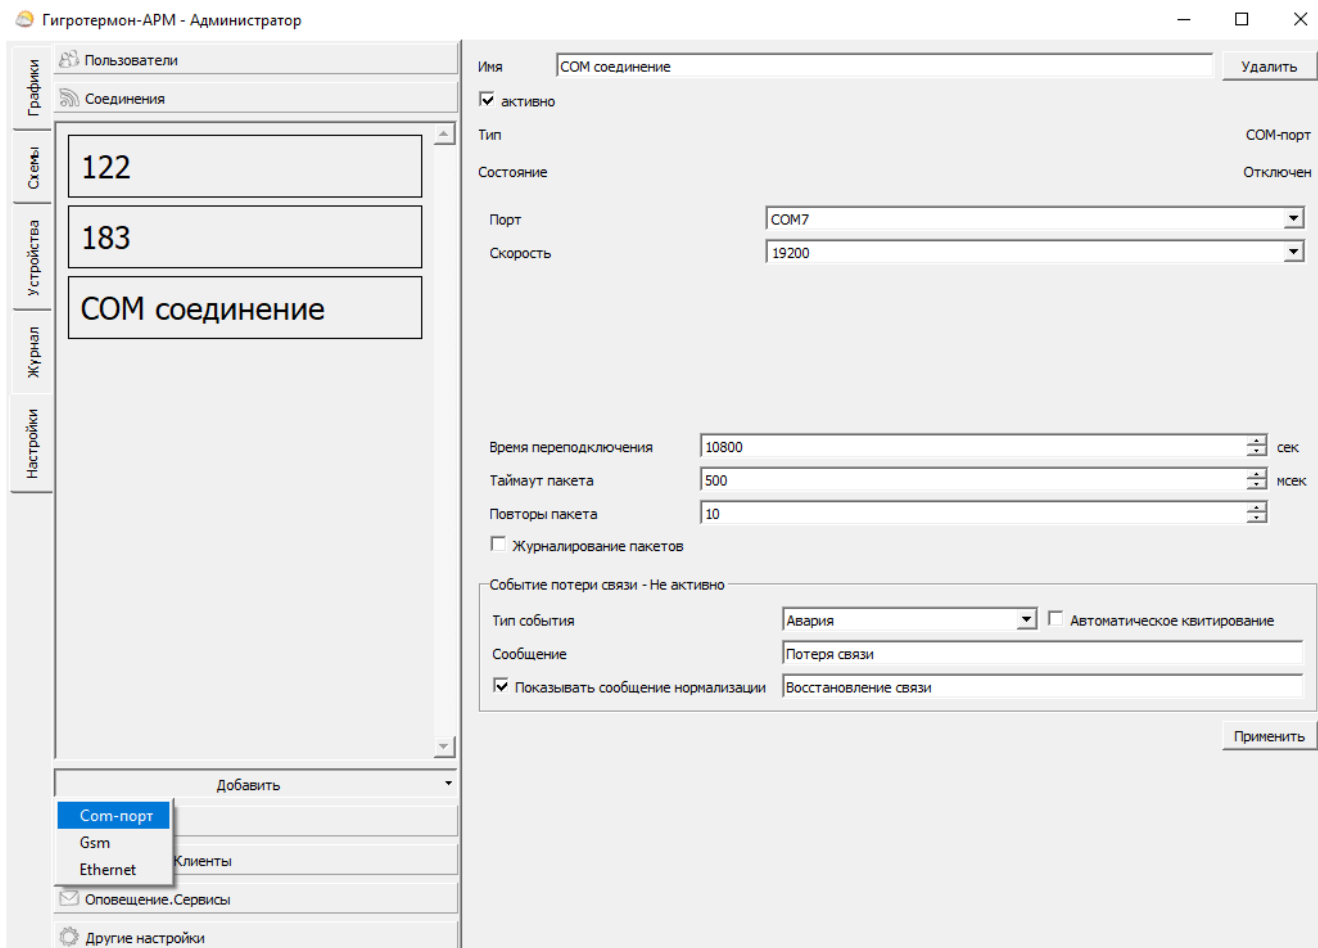 Гигротермон-АРМ - Администратор
Графики
Схемы
Устройства
Журнал
Настройки
Пользователи
Соединения
122
183
COM соединение
Добавить
Com-порт
Gsm
Ethernet
Клиенты
Оповещение.Сервисы
Другие настройки
Имя COM соединение Удалить
активно
Тип COM-порт
Состояние Отключен
Порт COM7
Скорость 19200
Время переподключения 10800 сек
Таймаут пакета 500 мсек
Повторы пакета 10
Журналирование пакетов
Событие потери связи - Не активно
Тип события Авария Автоматическое квитирование
Сообщение Потеря связи
Показывать сообщение нормализации Восстановление связи
Применить